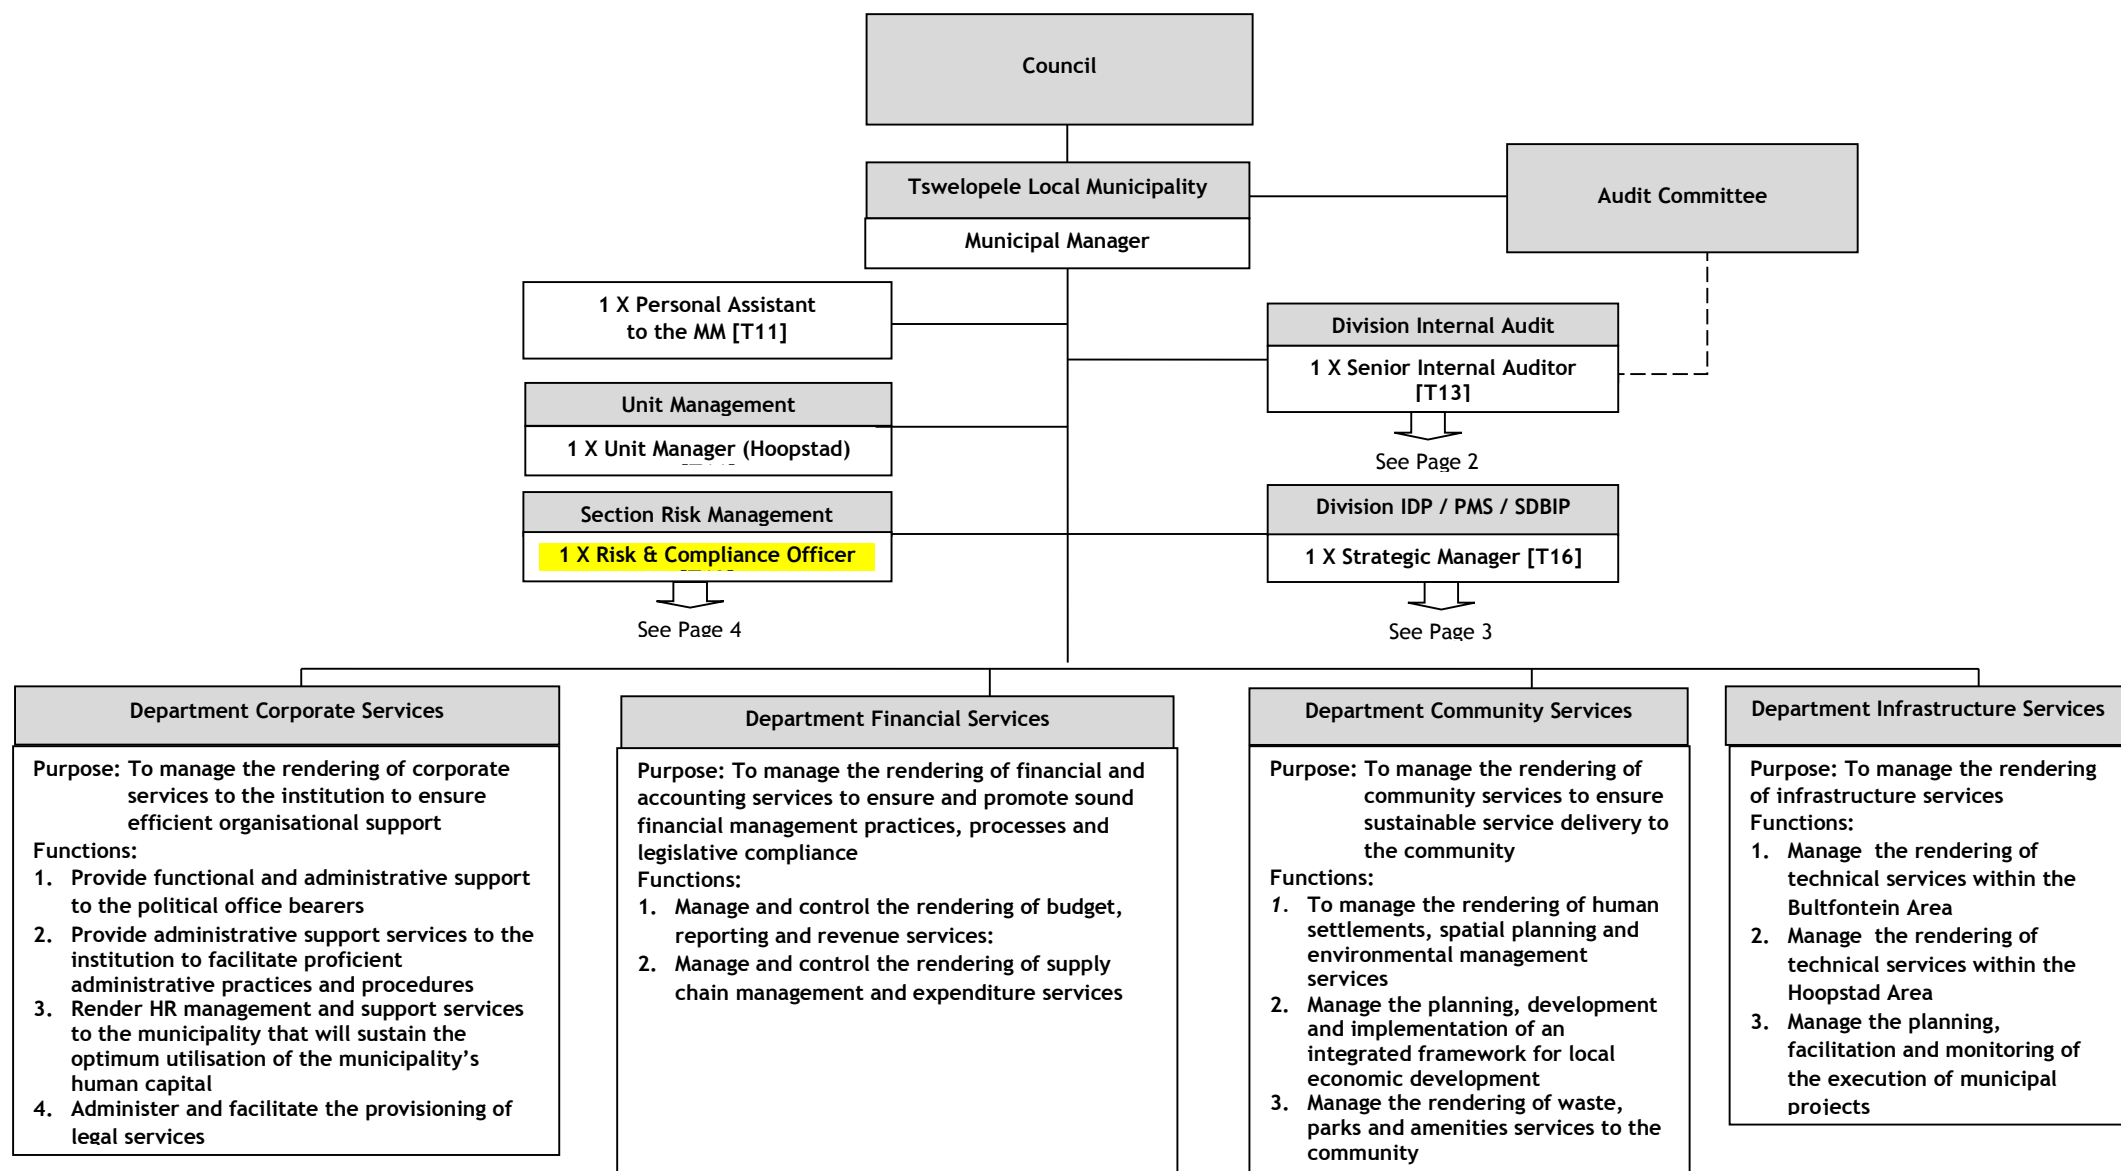 Council
Tswelopele Local Municipality
Municipal Manager
Audit Committee
1 X Personal Assistant
to the MM [T11]
Division Internal Audit
1 X Senior Internal Auditor
[T13]
See Page 2
Unit Management
1 X Unit Manager (Hoopstad)
Section Risk Management
1 X Risk & Compliance Officer
See Page 4
Division IDP / PMS / SDBIP
1 X Strategic Manager [T16]
See Page 3
Department Corporate Services
Purpose: To manage the rendering of corporate
services to the institution to ensure
efficient organisational support
Functions:
1. Provide functional and administrative support
to the political office bearers
2. Provide administrative support services to the
institution to facilitate proficient
administrative practices and procedures
3. Render HR management and support services
to the municipality that will sustain the
optimum utilisation of the municipality’s
human capital
4. Administer and facilitate the provisioning of
legal services
Department Financial Services
Purpose: To manage the rendering of financial and
accounting services to ensure and promote sound
financial management practices, processes and
legislative compliance
Functions:
1. Manage and control the rendering of budget,
reporting and revenue services:
2. Manage and control the rendering of supply
chain management and expenditure services
Department Community Services
Purpose: To manage the rendering of
community services to ensure
sustainable service delivery to
the community
Functions:
1. To manage the rendering of human
settlements, spatial planning and
environmental management
services
2. Manage the planning, development
and implementation of an
integrated framework for local
economic development
3. Manage the rendering of waste,
parks and amenities services to the
community
Department Infrastructure Services
Purpose: To manage the rendering
of infrastructure services
Functions:
1. Manage the rendering of
technical services within the
Bultfontein Area
2. Manage the rendering of
technical services within the
Hoopstad Area
3. Manage the planning,
facilitation and monitoring of
the execution of municipal
projects